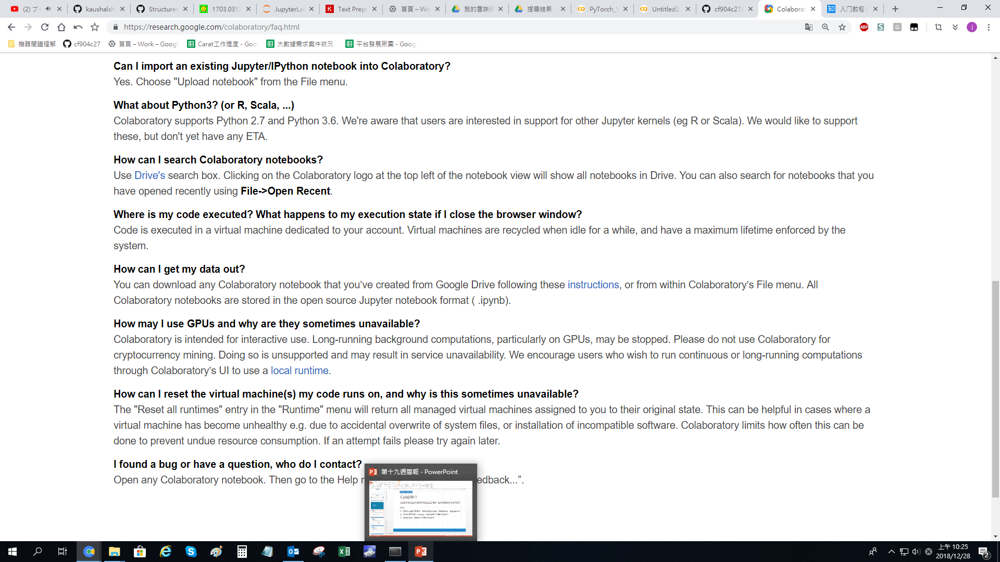 (2) プ
kaushalsh
Structured
1703.0313
JupyterLab
Text Prep
首頁 – Wo
我的雲端硬
搜尋結果 -
PyTorch_
Untitled2.
cf904c27/
Colaborat
入门教程
https://research.google.com/colaboratory/faq.html
ABP
S
G
j
機器閱讀理解
cf904c27
首頁 – Work – Googl
Carat工作進度 - Goo
大數據需求案件狀況 -
平台發展揪團 - Goog
Can I import an existing Jupyter/IPython notebook into Colaboratory?
Yes. Choose "Upload notebook" from the File menu.
What about Python3? (or R, Scala, ...)
Colaboratory supports Python 2.7 and Python 3.6. We're aware that users are interested in support for other Jupyter kernels (eg R or Scala). We would like to support
these, but don't yet have any ETA.
How can I search Colaboratory notebooks?
Use Drive's search box. Clicking on the Colaboratory logo at the top left of the notebook view will show all notebooks in Drive. You can also search for notebooks that you
have opened recently using File->Open Recent.
Where is my code executed? What happens to my execution state if I close the browser window?
Code is executed in a virtual machine dedicated to your account. Virtual machines are recycled when idle for a while, and have a maximum lifetime enforced by the
system.
How can I get my data out?
You can download any Colaboratory notebook that you’ve created from Google Drive following these instructions, or from within Colaboratory’s File menu. All
Colaboratory notebooks are stored in the open source Jupyter notebook format ( .ipynb).
How may I use GPUs and why are they sometimes unavailable?
Colaboratory is intended for interactive use. Long-running background computations, particularly on GPUs, may be stopped. Please do not use Colaboratory for
cryptocurrency mining. Doing so is unsupported and may result in service unavailability. We encourage users who wish to run continuous or long-running computations
through Colaboratory’s UI to use a local runtime.
How can I reset the virtual machine(s) my code runs on, and why is this sometimes unavailable?
The "Reset all runtimes" entry in the "Runtime" menu will return all managed virtual machines assigned to you to their original state. This can be helpful in cases where a
virtual machine has become unhealthy e.g. due to accidental overwrite of system files, or installation of incompatible software. Colaboratory limits how often this can be
done to prevent undue resource consumption. If an attempt fails please try again later.
I found a bug or have a question, who do I contact?
Open any Colaboratory notebook. Then go to the Help edback...”.
第十九週簡報 - PowerPoint
Colab簡介
上午 10:25
2018/12/28
2